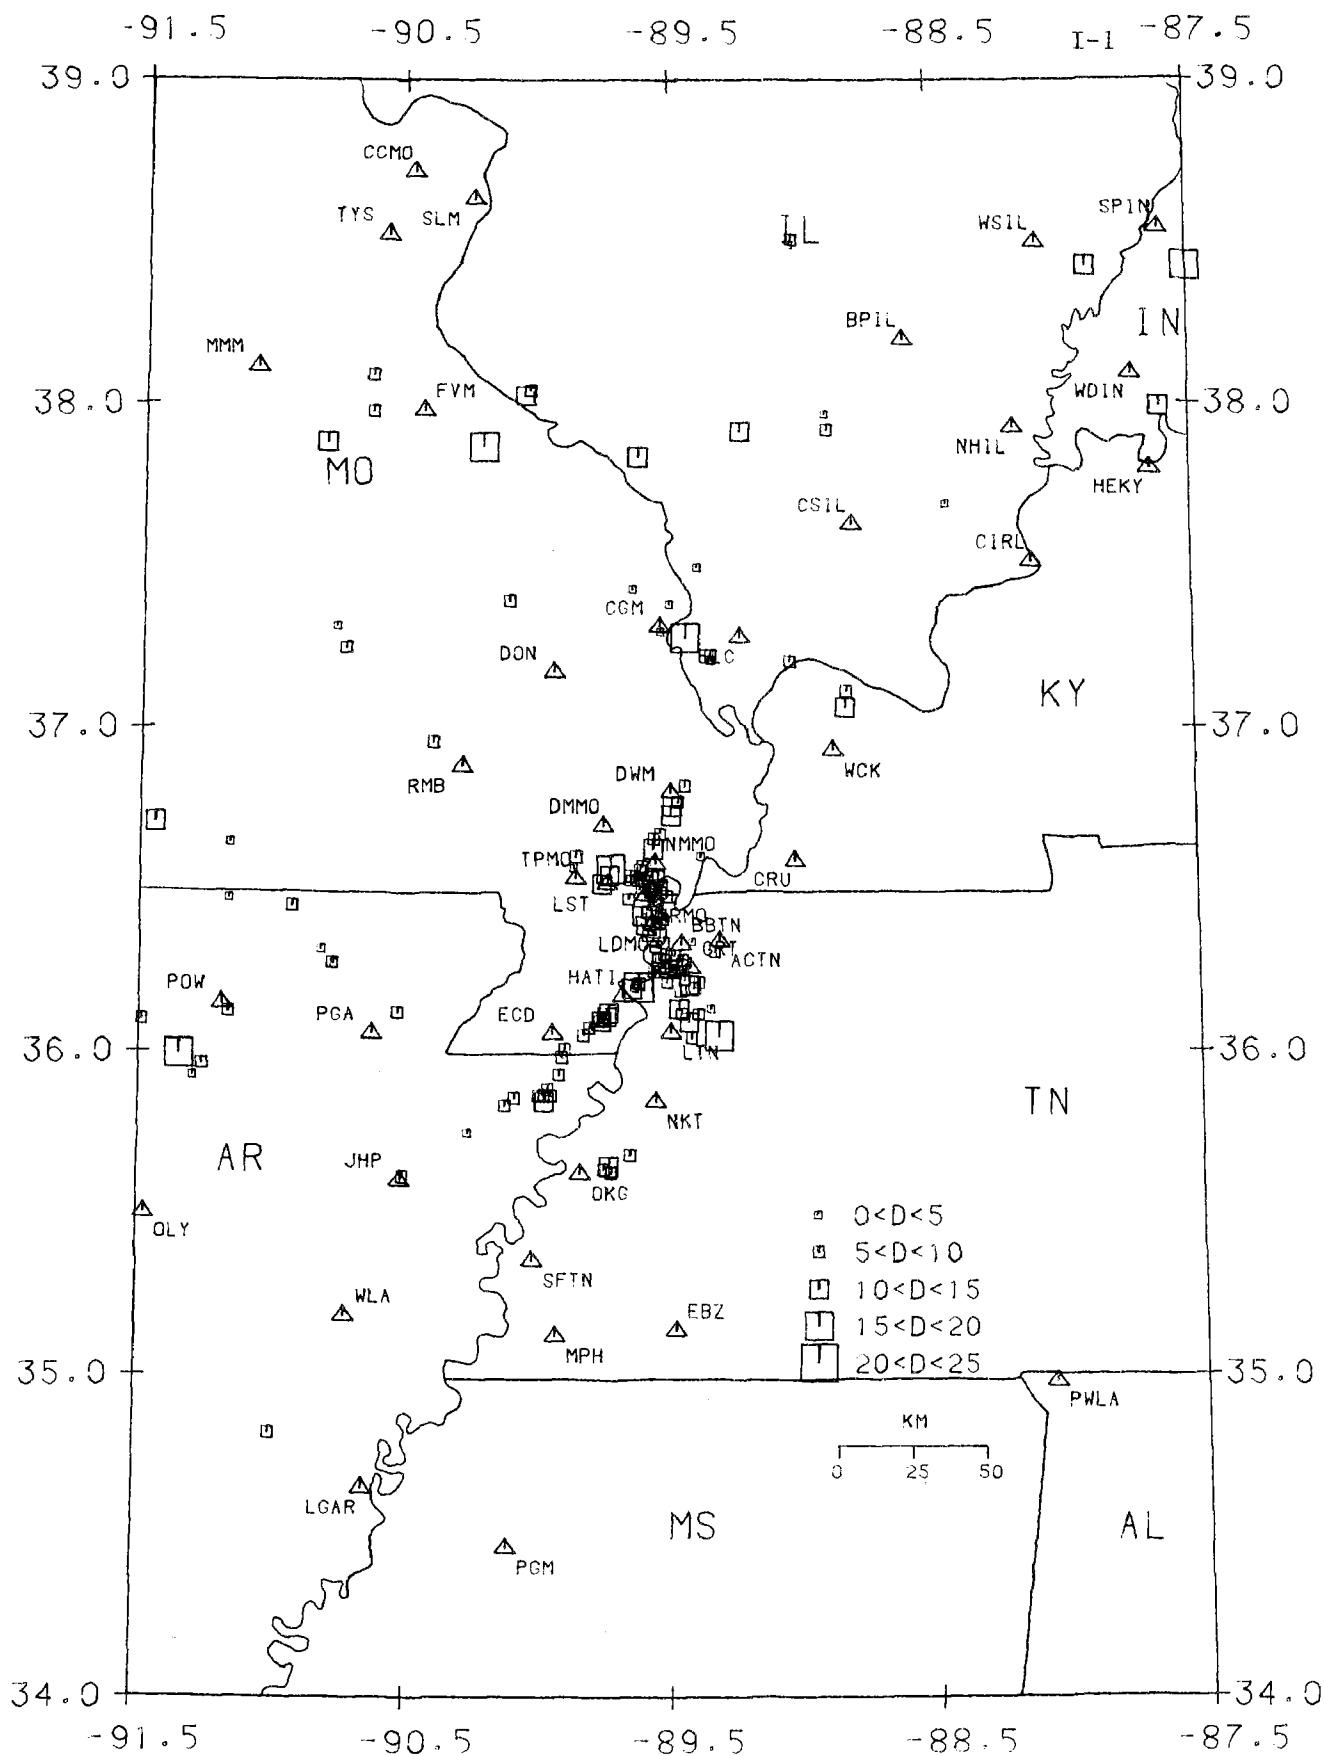 -91.5 -90.5 -89.5 -88.5 -87.5
I-1
39.0 39.0
CCMO
SLM
TYS
IL
WSIL
SPIN
BPIL
IN
MMM
FVM
WDIN
38.0 38.0
MO
NHIL
HEKY
CSIL
CIRL
CGM
DON
KY
37.0 37.0
RMB
WCK
DWM
DMMO
NMMO
TPMO
CRU
LST
BBTN
LDMO
GRT
ACTN
HATI
POW
PGA
ECD
LTN
36.0 36.0
NKT
TN
AR
JHP
OKG
OLY
0<D<5
5<D<10
SFTN
10<D<15
WLA
EBZ
15<D<20
MPH
20<D<25
35.0 35.0
PWLA
KM
0 25 50
LGAR
MS
AL
PGM
34.0 34.0
-91.5 -90.5 -89.5 -88.5 -87.5